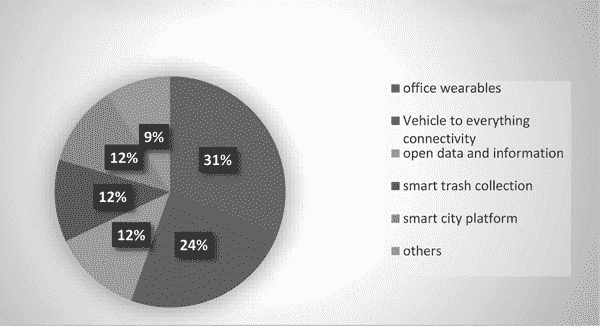 9%
31%
12%
12%
12%
24%
office wearables
Vehicle to everything
connectivity
open data and information
smart trash collection
smart city platform
others